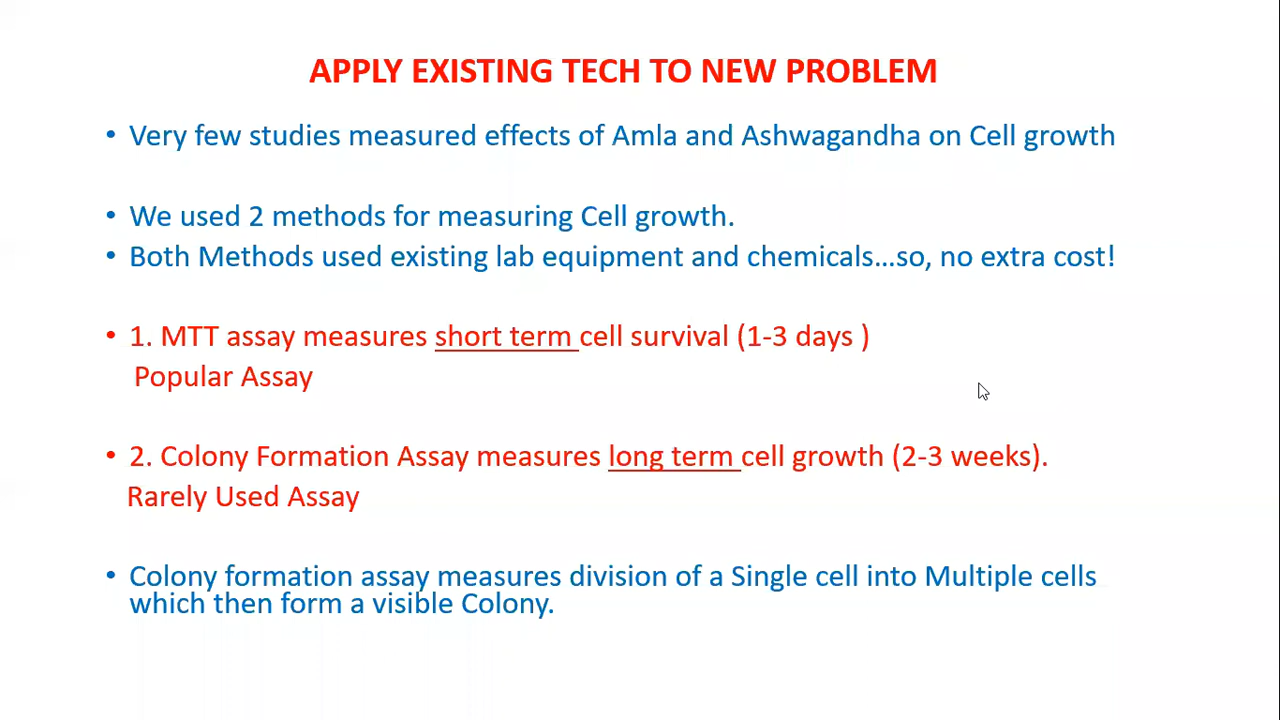 APPLY EXISTING TECH TO NEW PROBLEM
• Very few studies measured effects of Amla and Ashwagandha on Cell growth
• We used 2 methods for measuring Cell growth.
• Both Methods used existing lab equipment and chemicals...so, no extra cost!
• 1. MTT assay measures short term cell survival (1-3 days )
Popular Assay
• 2. Colony Formation Assay measures long term cell growth (2-3 weeks).
Rarely Used Assay
• Colony formation assay measures division of a Single cell into Multiple cells
which then form a visible Colony.